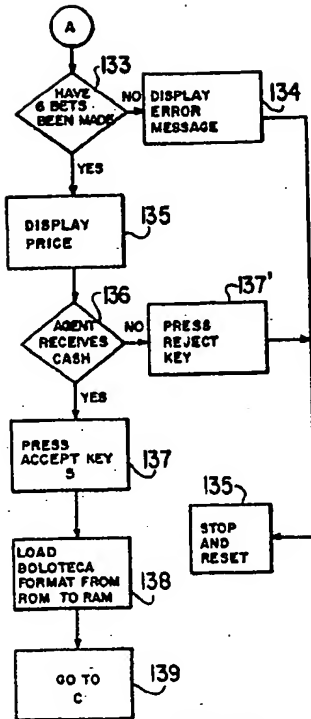 A
133
HAVE
6 BETS
BEEN MADE
NO
DISPLAY
ERROR
MESSAGE
134
YES
DISPLAY
PRICE
135
136
AGENT
RECEIVES
CASH
NO
PRESS
REJECT
KEY
137'
YES
PRESS
ACCEPT KEY
5
137
135
STOP
AND
RESET
LOAD
BOLOTECA
FORMAT FROM
ROM TO RAM
138
GO TO
C
139